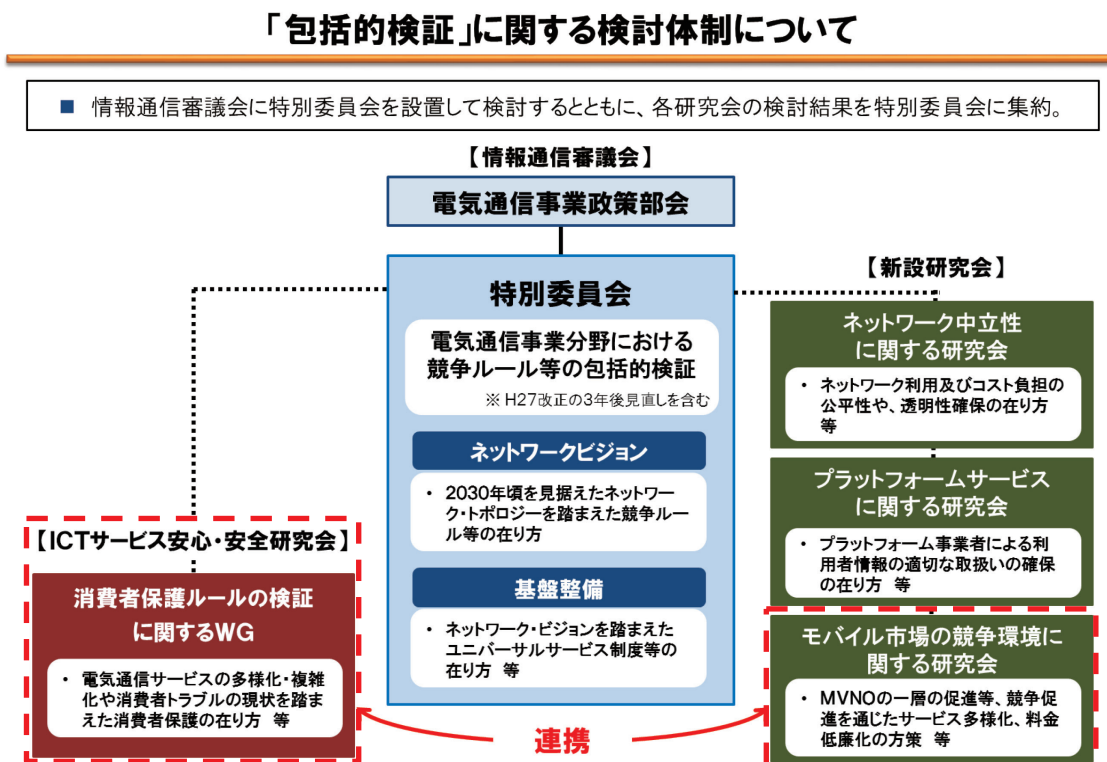 「包括的検証」に関する検討体制について
■ 情報通信審議会に特別委員会を設置して検討するとともに、各研究会の検討結果を特別委員会に集約。
【情報通信審議会】
電気通信事業政策部会
特別委員会
電気通信事業分野における
競争ルール等の包括的検証
※ H27改正の3年後見直しを含む
ネットワークビジョン
・ 2030年頃を見据えたネットワー
ク・トポロジーを踏まえた競争ルー
ル等の在り方
基盤整備
・ ネットワーク・ビジョンを踏まえた
ユニバーサルサービス制度等の
在り方 等
【ICTサービス安心・安全研究会】
消費者保護ルールの検証
に関するWG
・ 電気通信サービスの多様化・複雑
化や消費者トラブルの現状を踏ま
えた消費者保護の在り方 等
【新設研究会】
ネットワーク中立性
に関する研究会
・ ネットワーク利用及びコスト負担の
公平性や、透明性確保の在り方
等
プラットフォームサービス
に関する研究会
・ プラットフォーム事業者による利
用者情報の適切な取扱いの確保
の在り方 等
モバイル市場の競争環境に
関する研究会
・ MVNOの一層の促進等、競争促
進を通じたサービス多様化、料金
低廉化の方策 等
連携